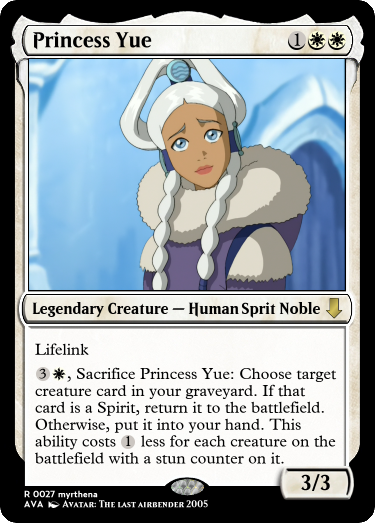 Princess Yue 1
Legendary Creature — Human Sprit Noble
Lifelink
3, Sacrifice Princess Yue: Choose target
creature card in your graveyard. If that
card is a Spirit, return it to the battlefield.
Otherwise, put it into your hand. This
ability costs 1 less for each creature on the
battlefield with a stun counter on it.
3/3
R 0027 myrthena
AVA Avatar: The last airbender 2005